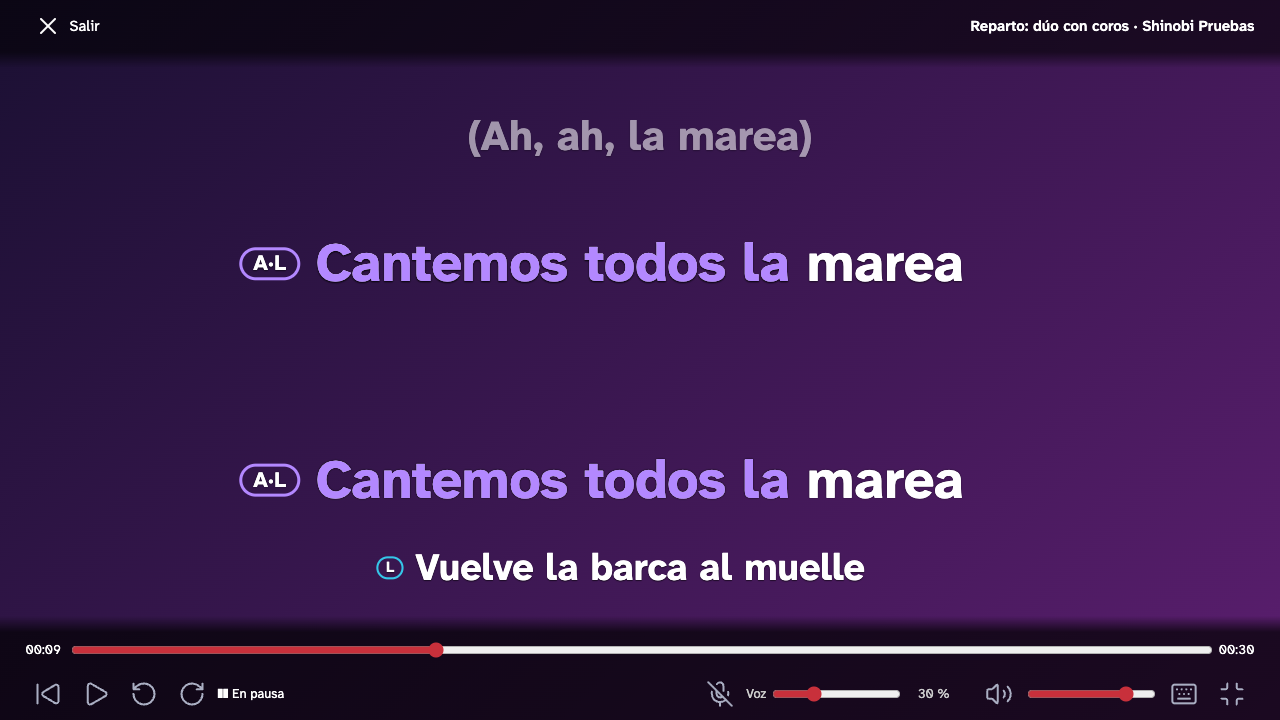 Salir
Reparto: dúo con coros · Shinobi Pruebas
(Ah, ah, la marea)
A·L Cantemos todos la marea
A·L Cantemos todos la marea
L Vuelve la barca al muelle
00:09 00:30
En pausa Voz 30 %